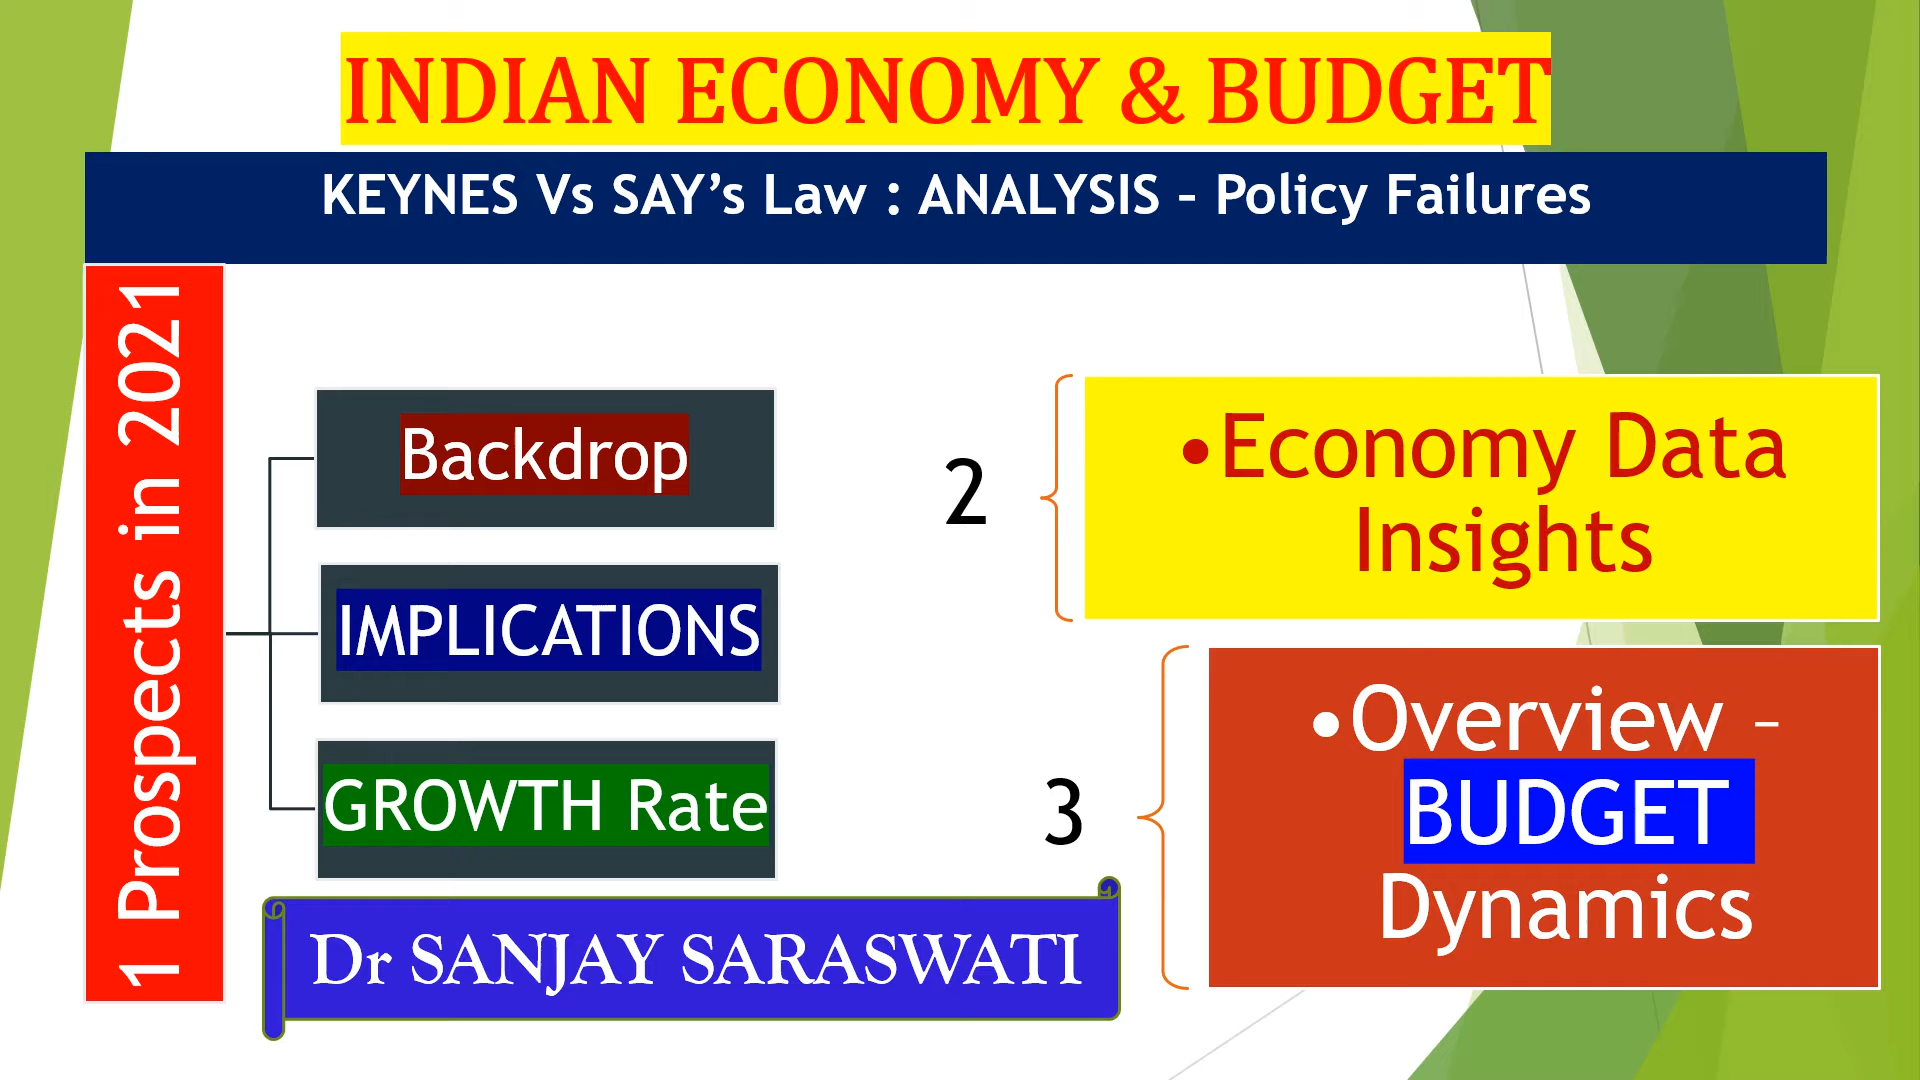 INDIAN ECONOMY & BUDGET
KEYNES Vs SAY’s Law : ANALYSIS – Policy Failures
1 Prospects in 2021
Backdrop
IMPLICATIONS
GROWTH Rate
2
•Economy Data
Insights
3
•Overview –
BUDGET
Dynamics
Dr SANJAY SARASWATI